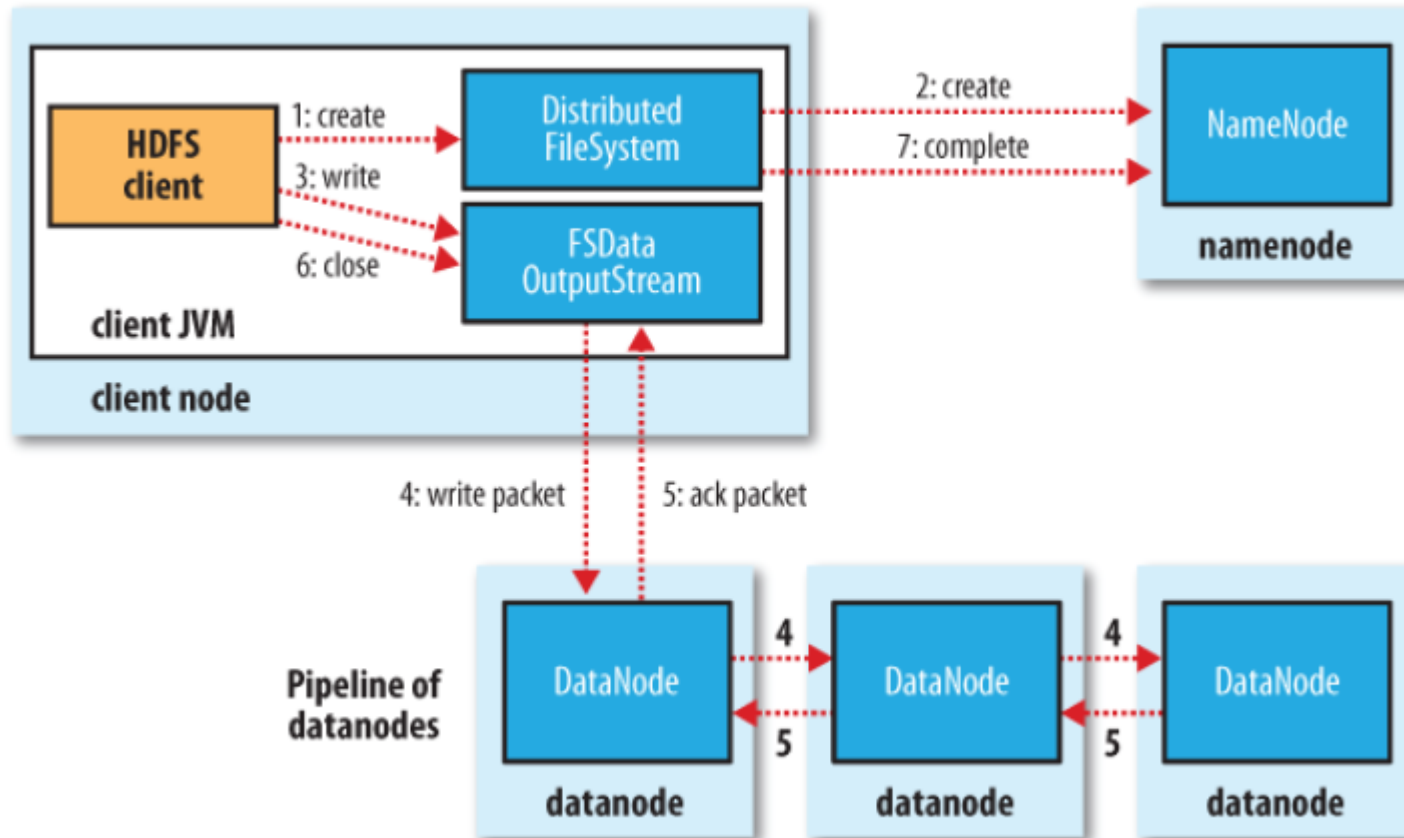 HDFS
client
1: create
3: write
6: close
Distributed
FileSystem
FSData
OutputStream
client JVM
client node
2: create
7: complete
NameNode
namenode
4: write packet
5: ack packet
Pipeline of
datanodes
DataNode
datanode
4
5
DataNode
datanode
4
5
DataNode
datanode